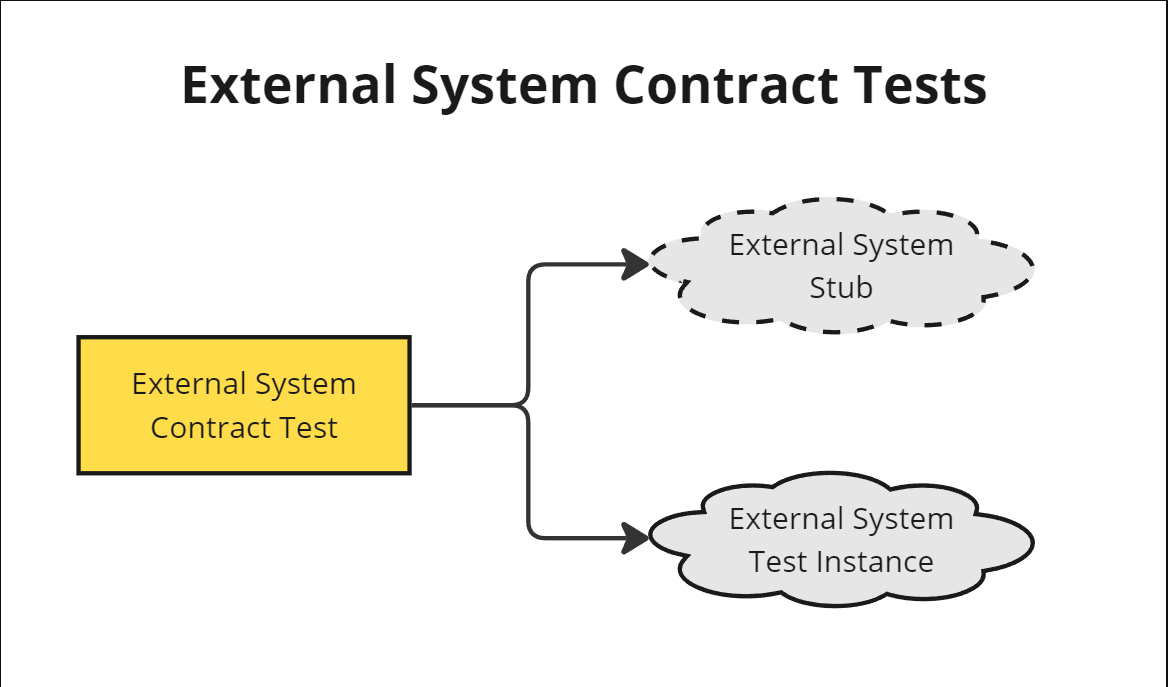 External System Contract Tests
External System
Stub
External System
Contract Test
External System
Test Instance